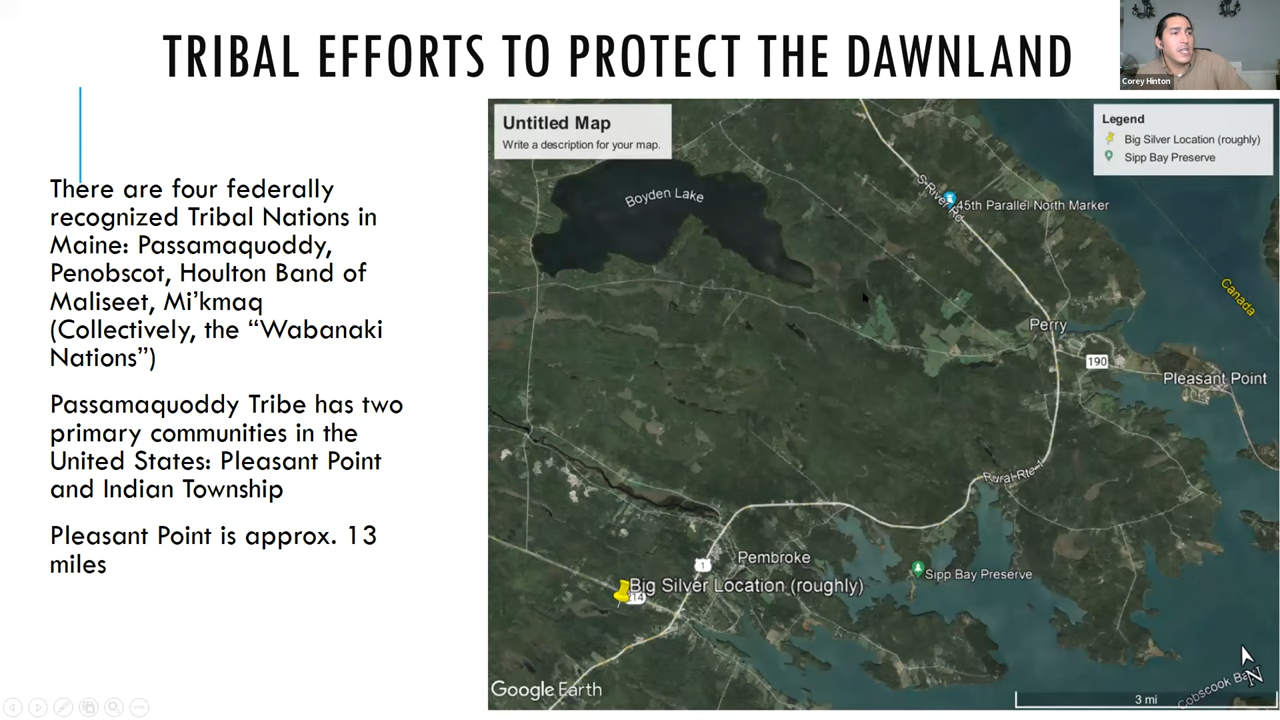 TRIBAL EFFORTS TO PROTECT THE DAWNLAND
Corey Hinton
There are four federally
recognized Tribal Nations in
Maine: Passamaquoddy,
Penobscot, Houlton Band of
Maliseet, Mi’kmaq
(Collectively, the “Wabanaki
Nations”)
Passamaquoddy Tribe has two
primary communities in the
United States: Pleasant Point
and Indian Township
Pleasant Point is approx. 13
miles
Untitled Map
Write a description for your map.
Legend
Big Silver Location (roughly)
Sipp Bay Preserve
Boyden Lake
S River Rd
45th Parallel North Marker
Canada
Perry
190
Pleasant Point
Rural Rte 1
Pembroke
1
Big Silver Location (roughly)
214
Sipp Bay Preserve
N
Cobscook Bay
Google Earth
3 mi